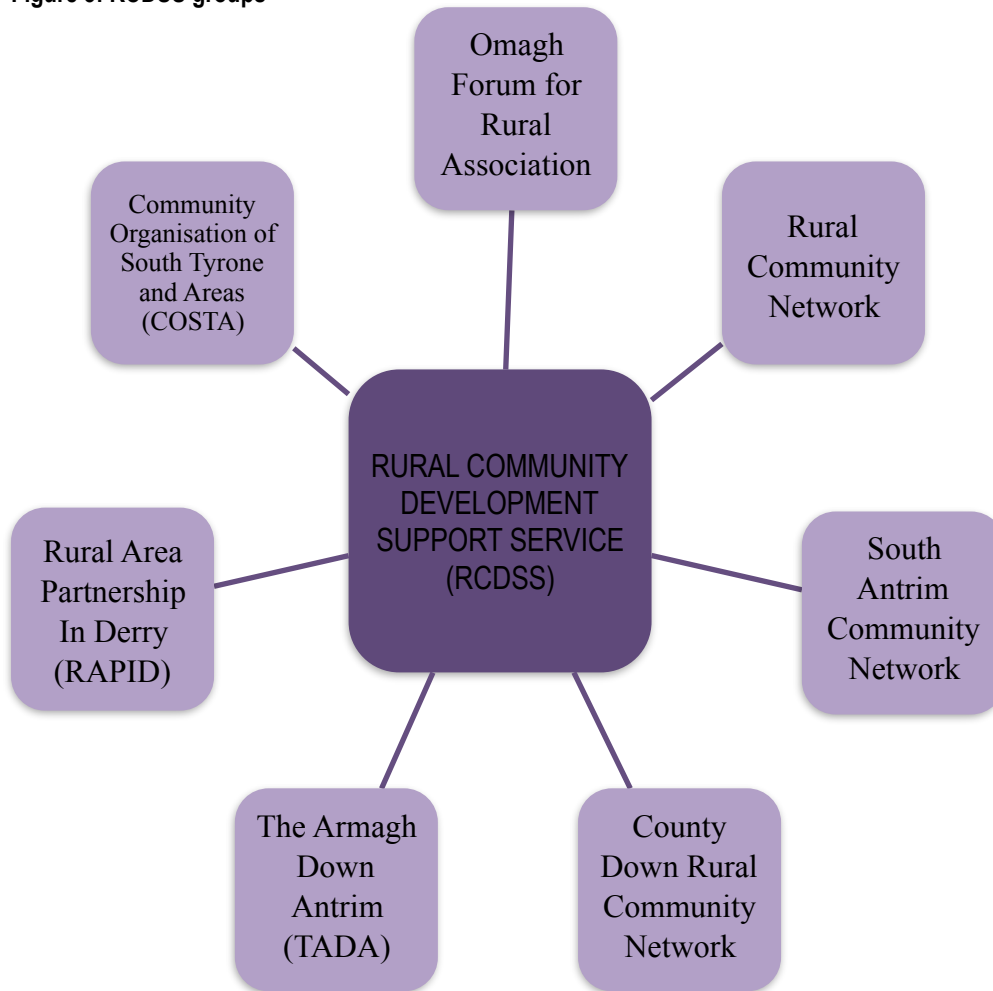 Omagh
Forum for
Rural
Association
Community
Organisation of
South Tyrone
and Areas
(COSTA)
Rural
Community
Network
RURAL COMMUNITY
DEVELOPMENT
SUPPORT SERVICE
(RCDSS)
Rural Area
Partnership
In Derry
(RAPID)
South
Antrim
Community
Network
The Armagh
Down
Antrim
(TADA)
County
Down Rural
Community
Network